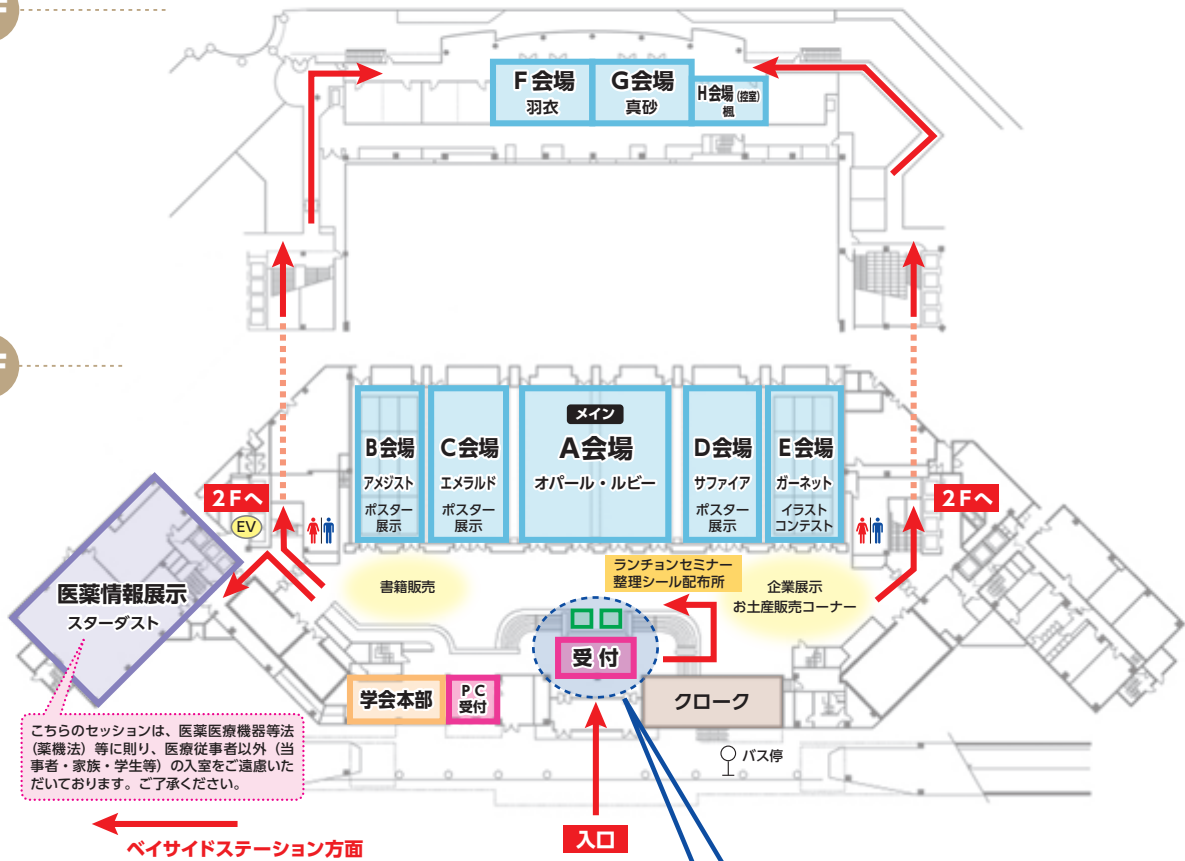 F
F会場
羽衣
G会場
真砂
H会場(控室)
楓
F
メイン
A会場
オパール・ルビー
B会場
アメジスト
ポスター
展示
C会場
エメラルド
ポスター
展示
D会場
サファイア
ポスター
展示
E会場
ガーネット
イラスト
コンテスト
2Fへ
EV
2Fへ
医薬情報展示
スターダスト
書籍販売
ランチョンセミナー
整理シール配布所
企業展示
お土産販売コーナー
受付
学会本部
PC
受付
クローク
こちらのセッションは、医薬医療機器等法
（薬機法）等に則り、医療従事者以外（当
事者・家族・学生等）の入室をご遠慮いた
だいております。ご了承ください。
バス停
入口
ベイサイドステーション方面